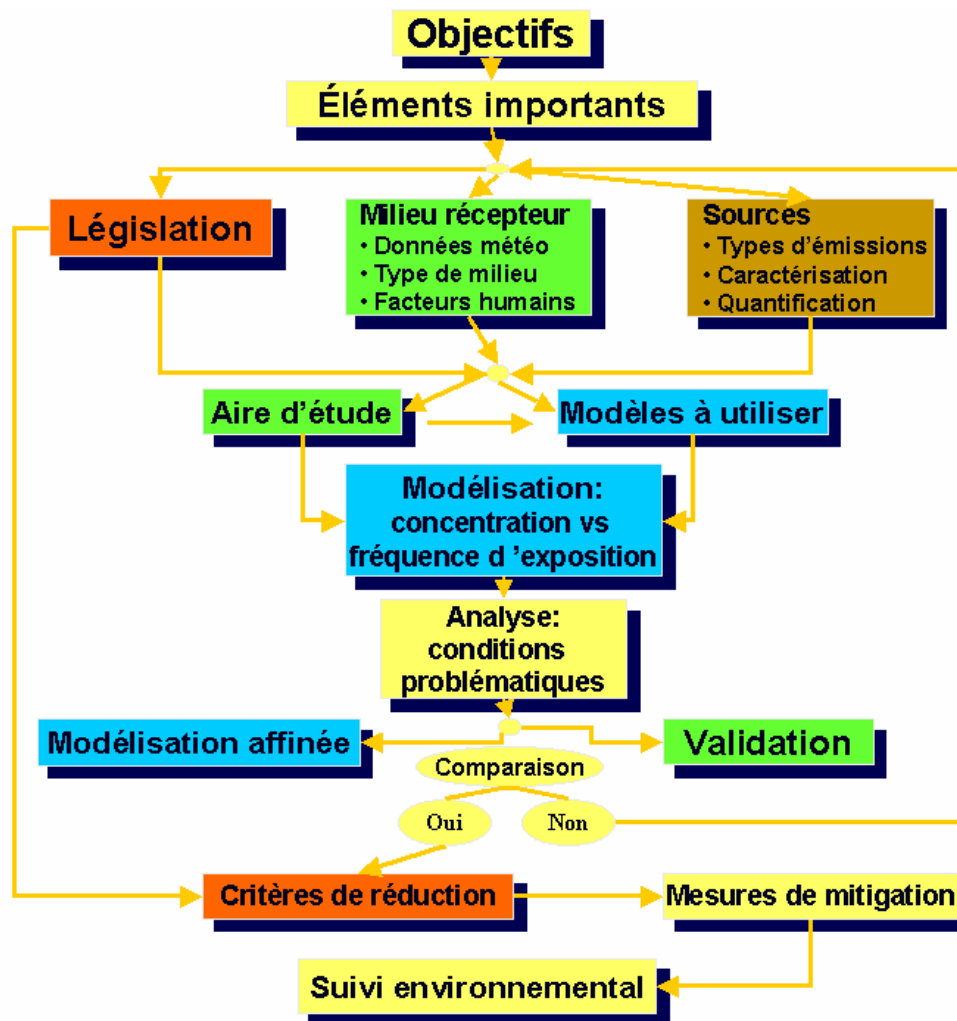 Objectifs
Éléments importants
Législation
Milieu récepteur
• Données météo
• Type de milieu
• Facteurs humains
Sources
• Types d’émissions
• Caractérisation
• Quantification
Aire d’étude
Modèles à utiliser
Modélisation:
concentration vs
fréquence d ’exposition
Analyse:
conditions
problématiques
Modélisation affinée
Validation
Comparaison
Oui
Non
Critères de réduction
Mesures de mitigation
Suivi environnemental